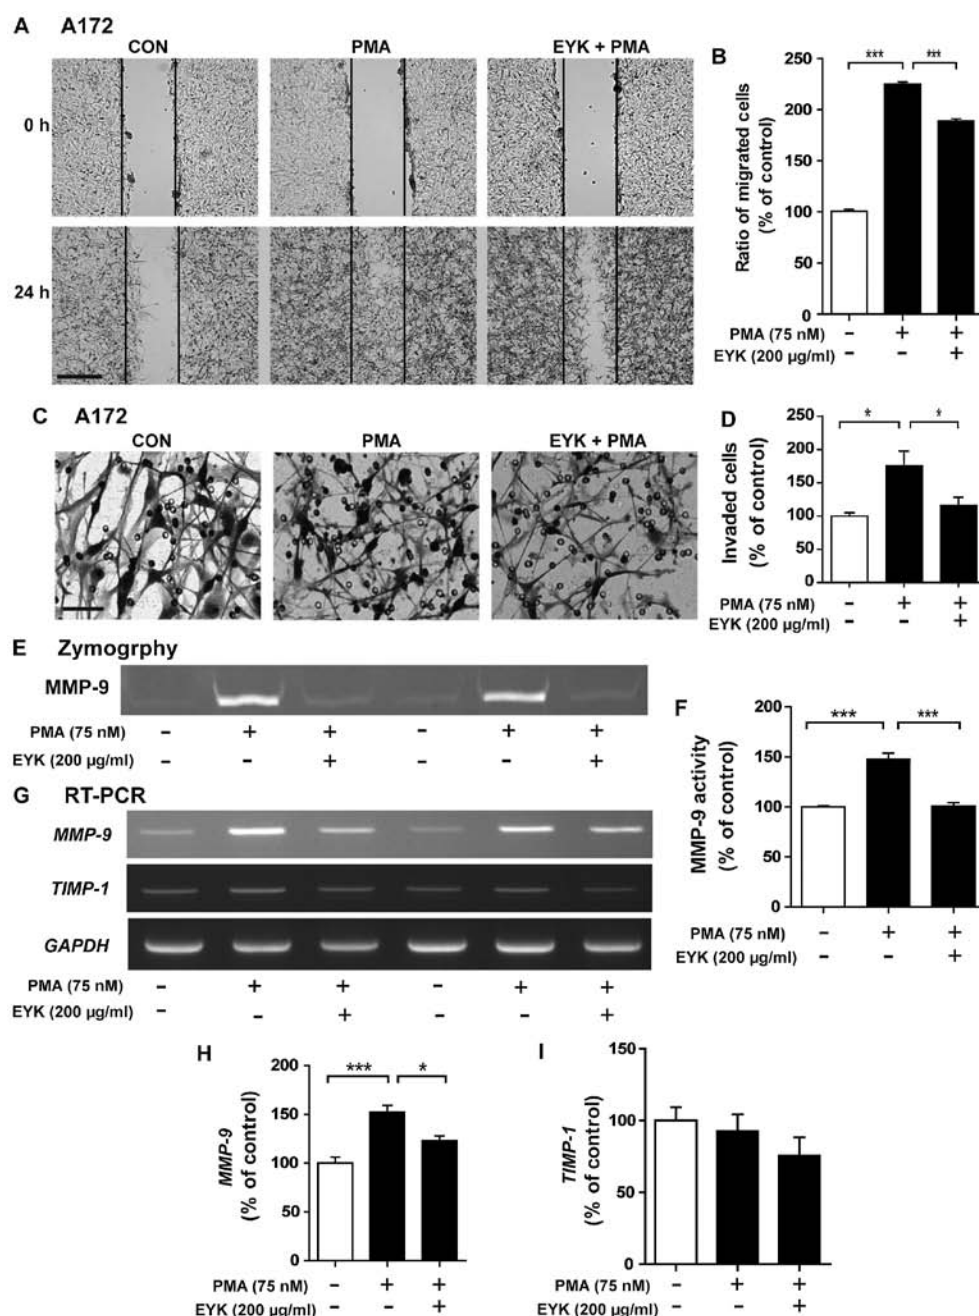 A A172
CON PMA EYK + PMA
0 h
24 h
B
*** ***
Ratio of migrated cells
(% of control)
250
200
150
100
50
0
PMA (75 nM) − + +
EYK (200 µg/ml) − − +
C A172
CON PMA EYK + PMA
D
* *
Invaded cells
(% of control)
250
200
150
100
50
0
PMA (75 nM) − + +
EYK (200 µg/ml) − − +
E Zymogrphy
MMP-9
PMA (75 nM) − + + − + +
EYK (200 µg/ml) − − + − − +
F
*** ***
MMP-9 activity
(% of control)
200
150
100
50
0
PMA (75 nM) − + +
EYK (200 µg/ml) − − +
G RT-PCR
MMP-9
TIMP-1
GAPDH
PMA (75 nM) − + + − + +
EYK (200 µg/ml) − − + − − +
H
*** *
MMP-9
(% of control)
200
150
100
50
0
PMA (75 nM) − + +
EYK (200 µg/ml) − − +
I
TIMP-1
(% of control)
150
100
50
0
PMA (75 nM) − + +
EYK (200 µg/ml) − − +